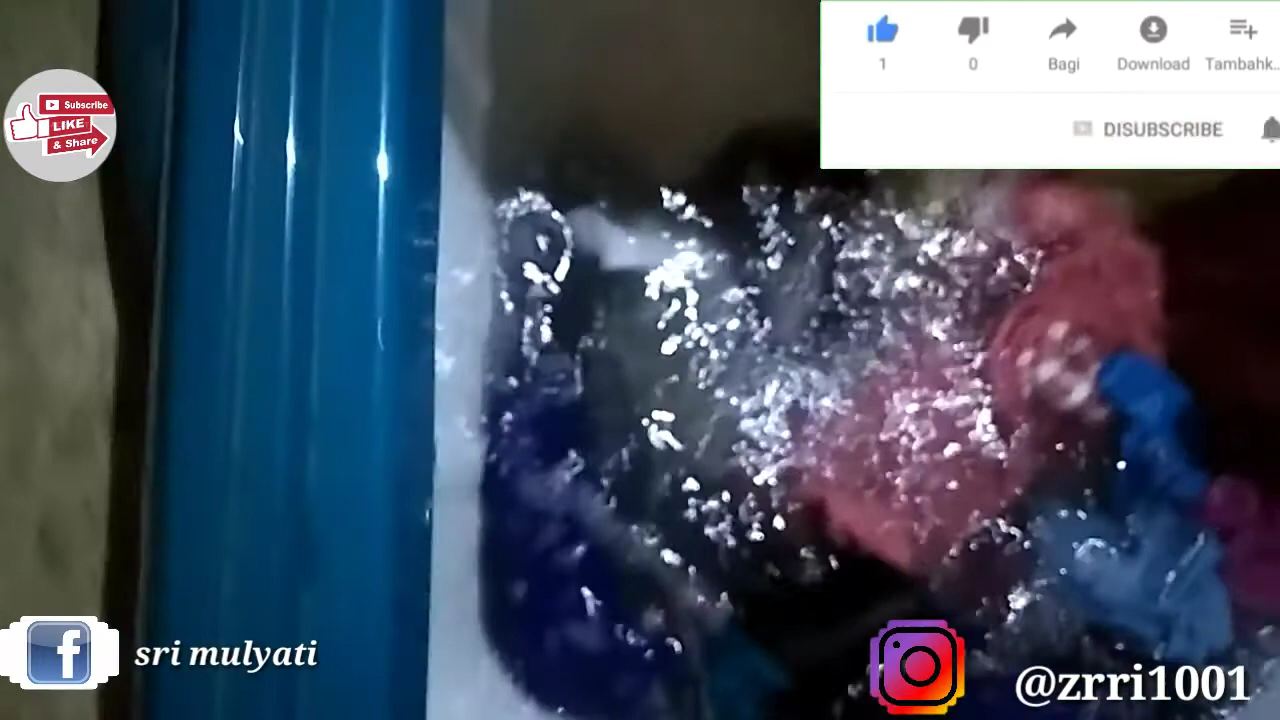 Subscribe
LIKE
& Share
1
0
Bagi
Download
Tambahk..
DISUBSCRIBE
sri mulyati
@zrri1001